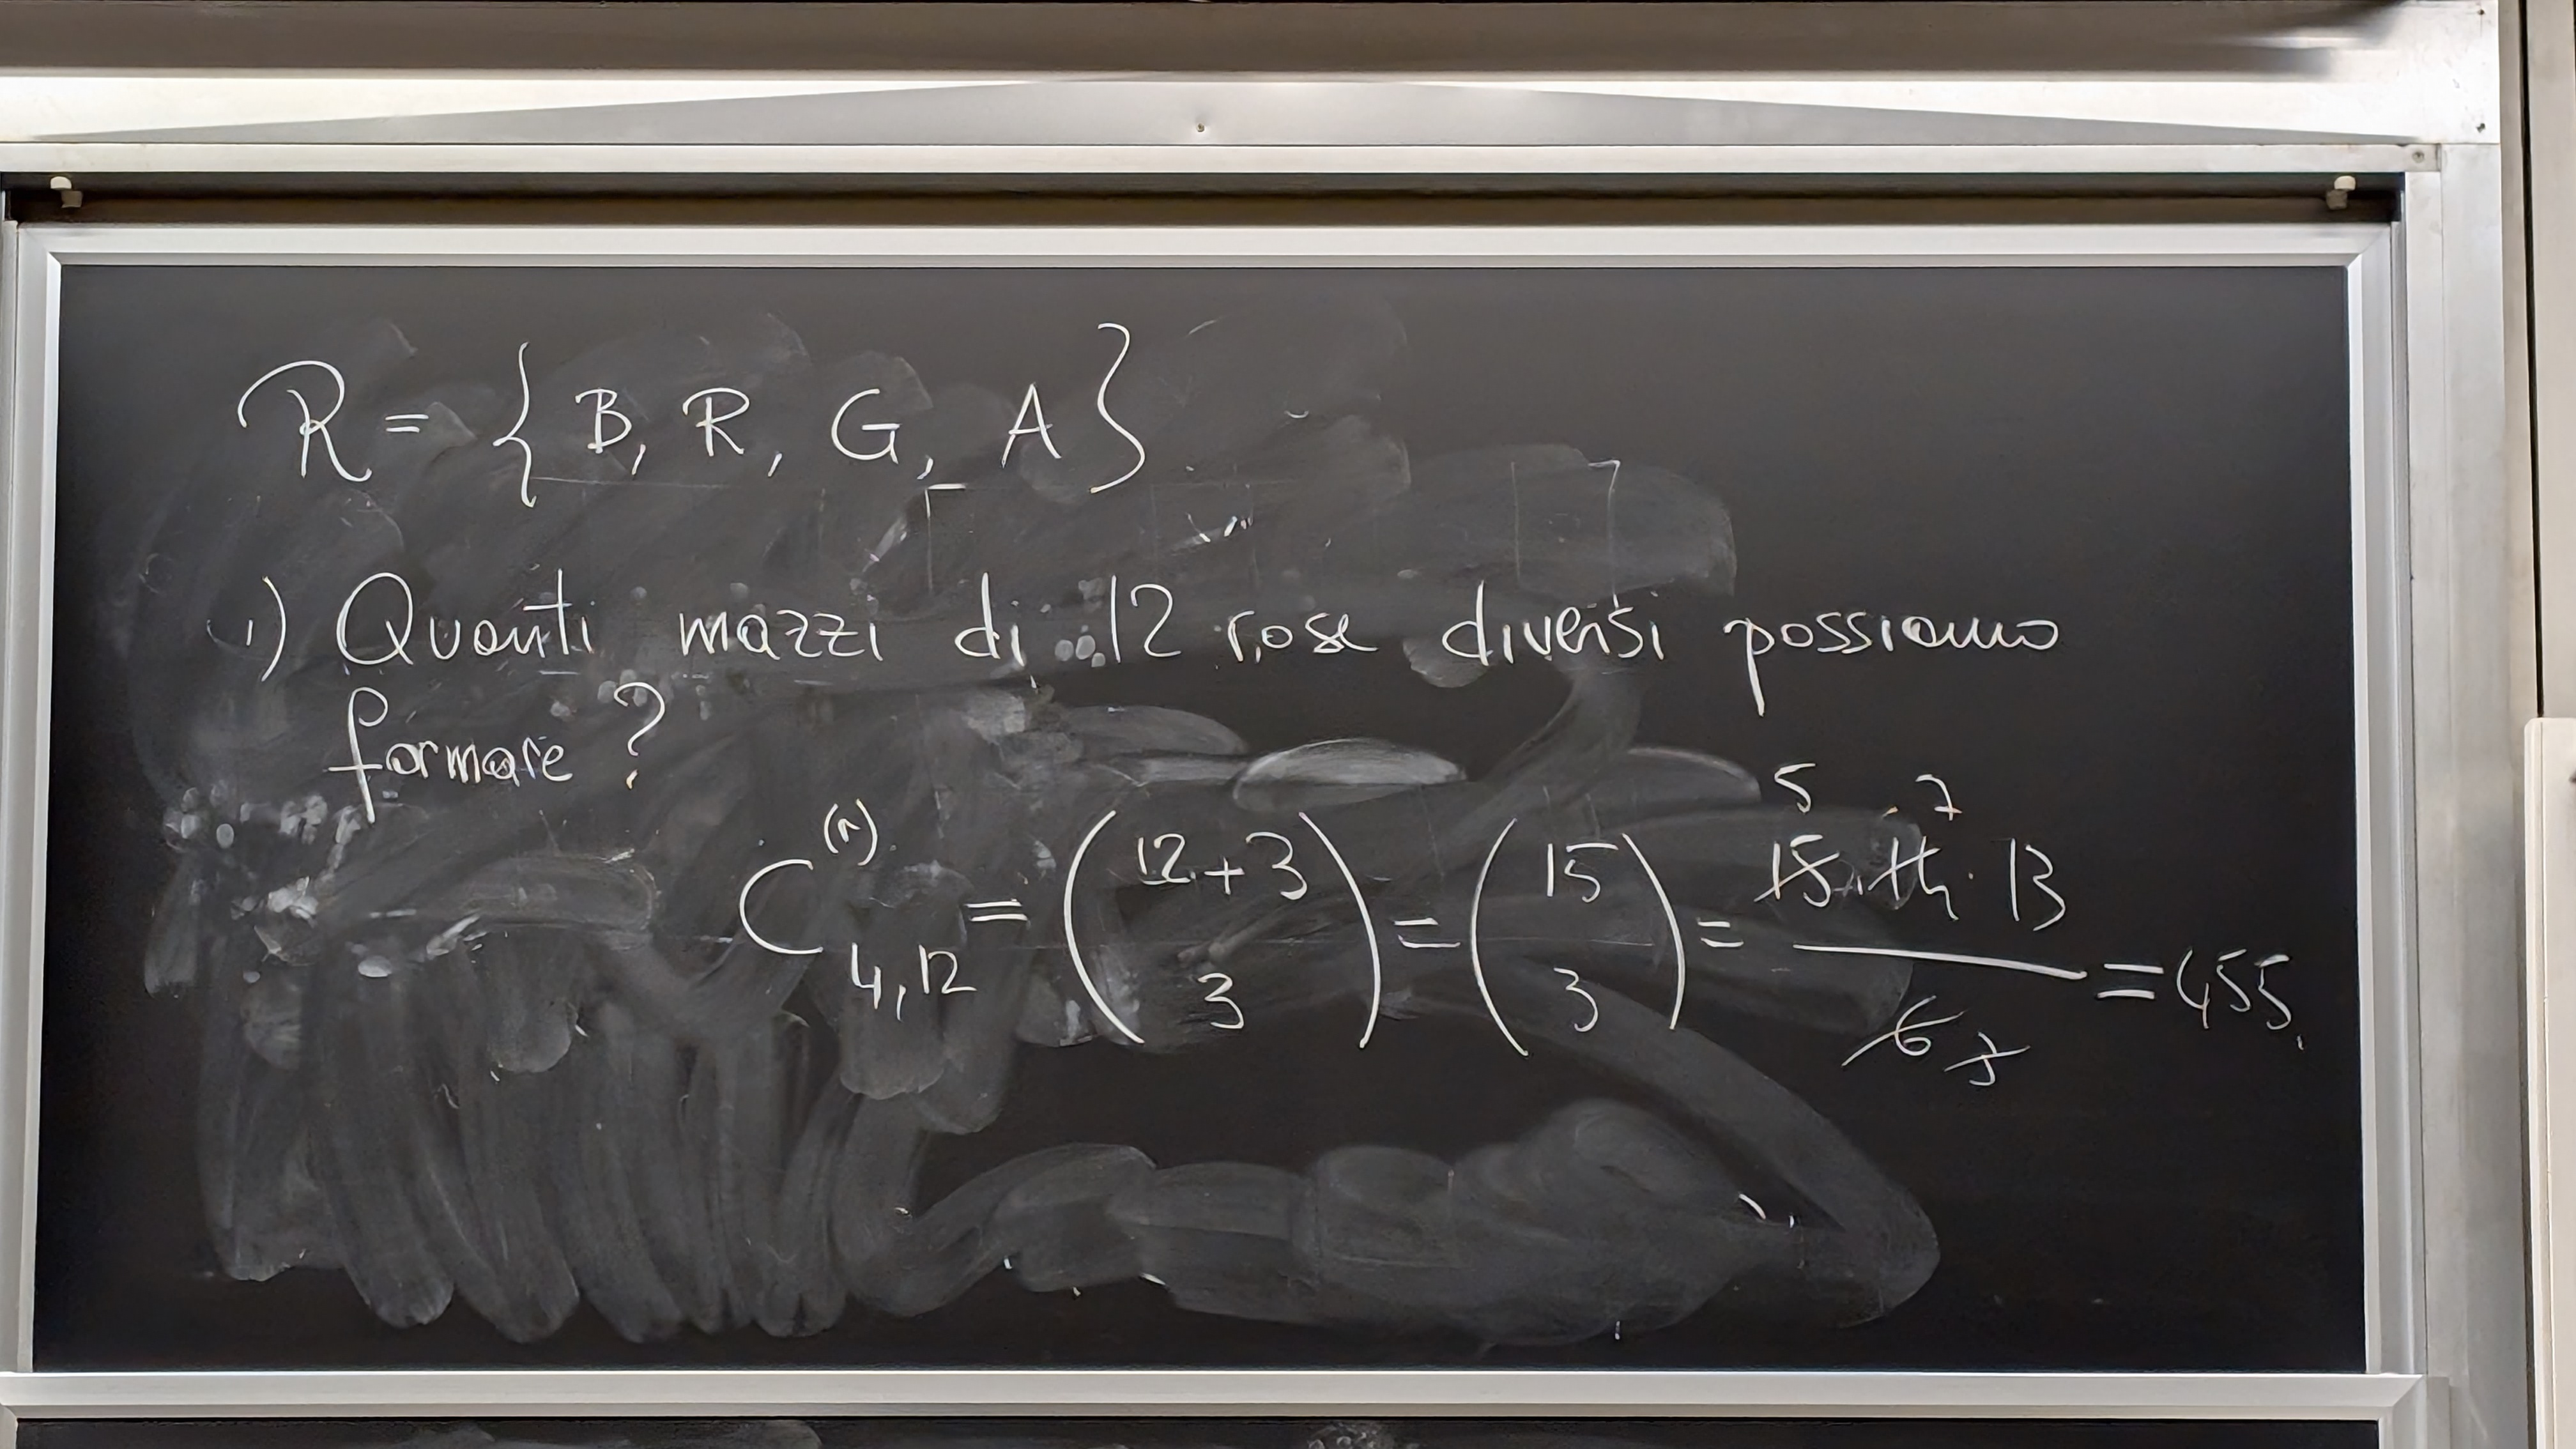 R = { B, R, G, A }
1) Quanti mazzi di 12 rose diversi possiamo
formare ?
C^{(r)}_{4,12} = \binom{12+3}{3} = \binom{15}{3} = \frac{\overset{5}{\cancel{15}} \cdot \overset{7}{\cancel{14}} \cdot 13}{\cancel{6} \cancel{3}} = 455.